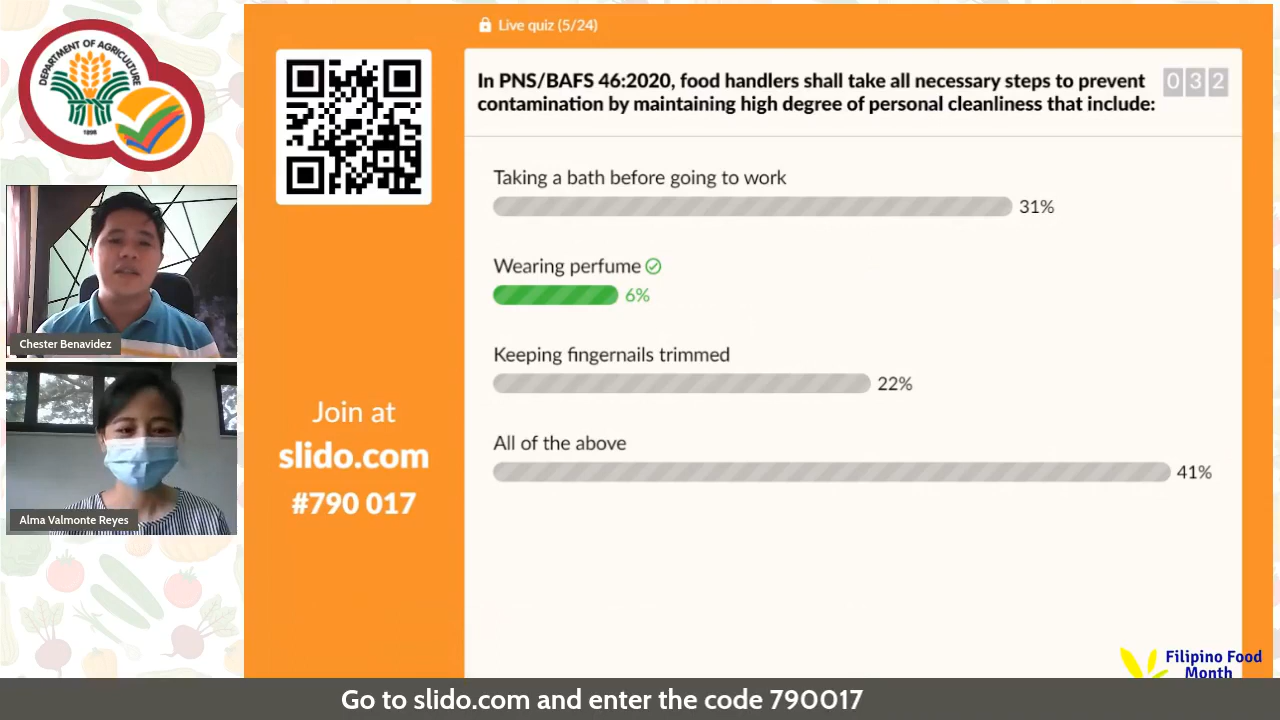 DEPARTMENT OF AGRICULTURE
1898
Chester Benavidez
Alma Valmonte Reyes
Live quiz (5/24)
In PNS/BAFS 46:2020, food handlers shall take all necessary steps to prevent
contamination by maintaining high degree of personal cleanliness that include:
032
Taking a bath before going to work
31%
Wearing perfume
6%
Keeping fingernails trimmed
22%
All of the above
41%
Join at
slido.com
#790 017
Filipino Food
Month
Go to slido.com and enter the code 790017